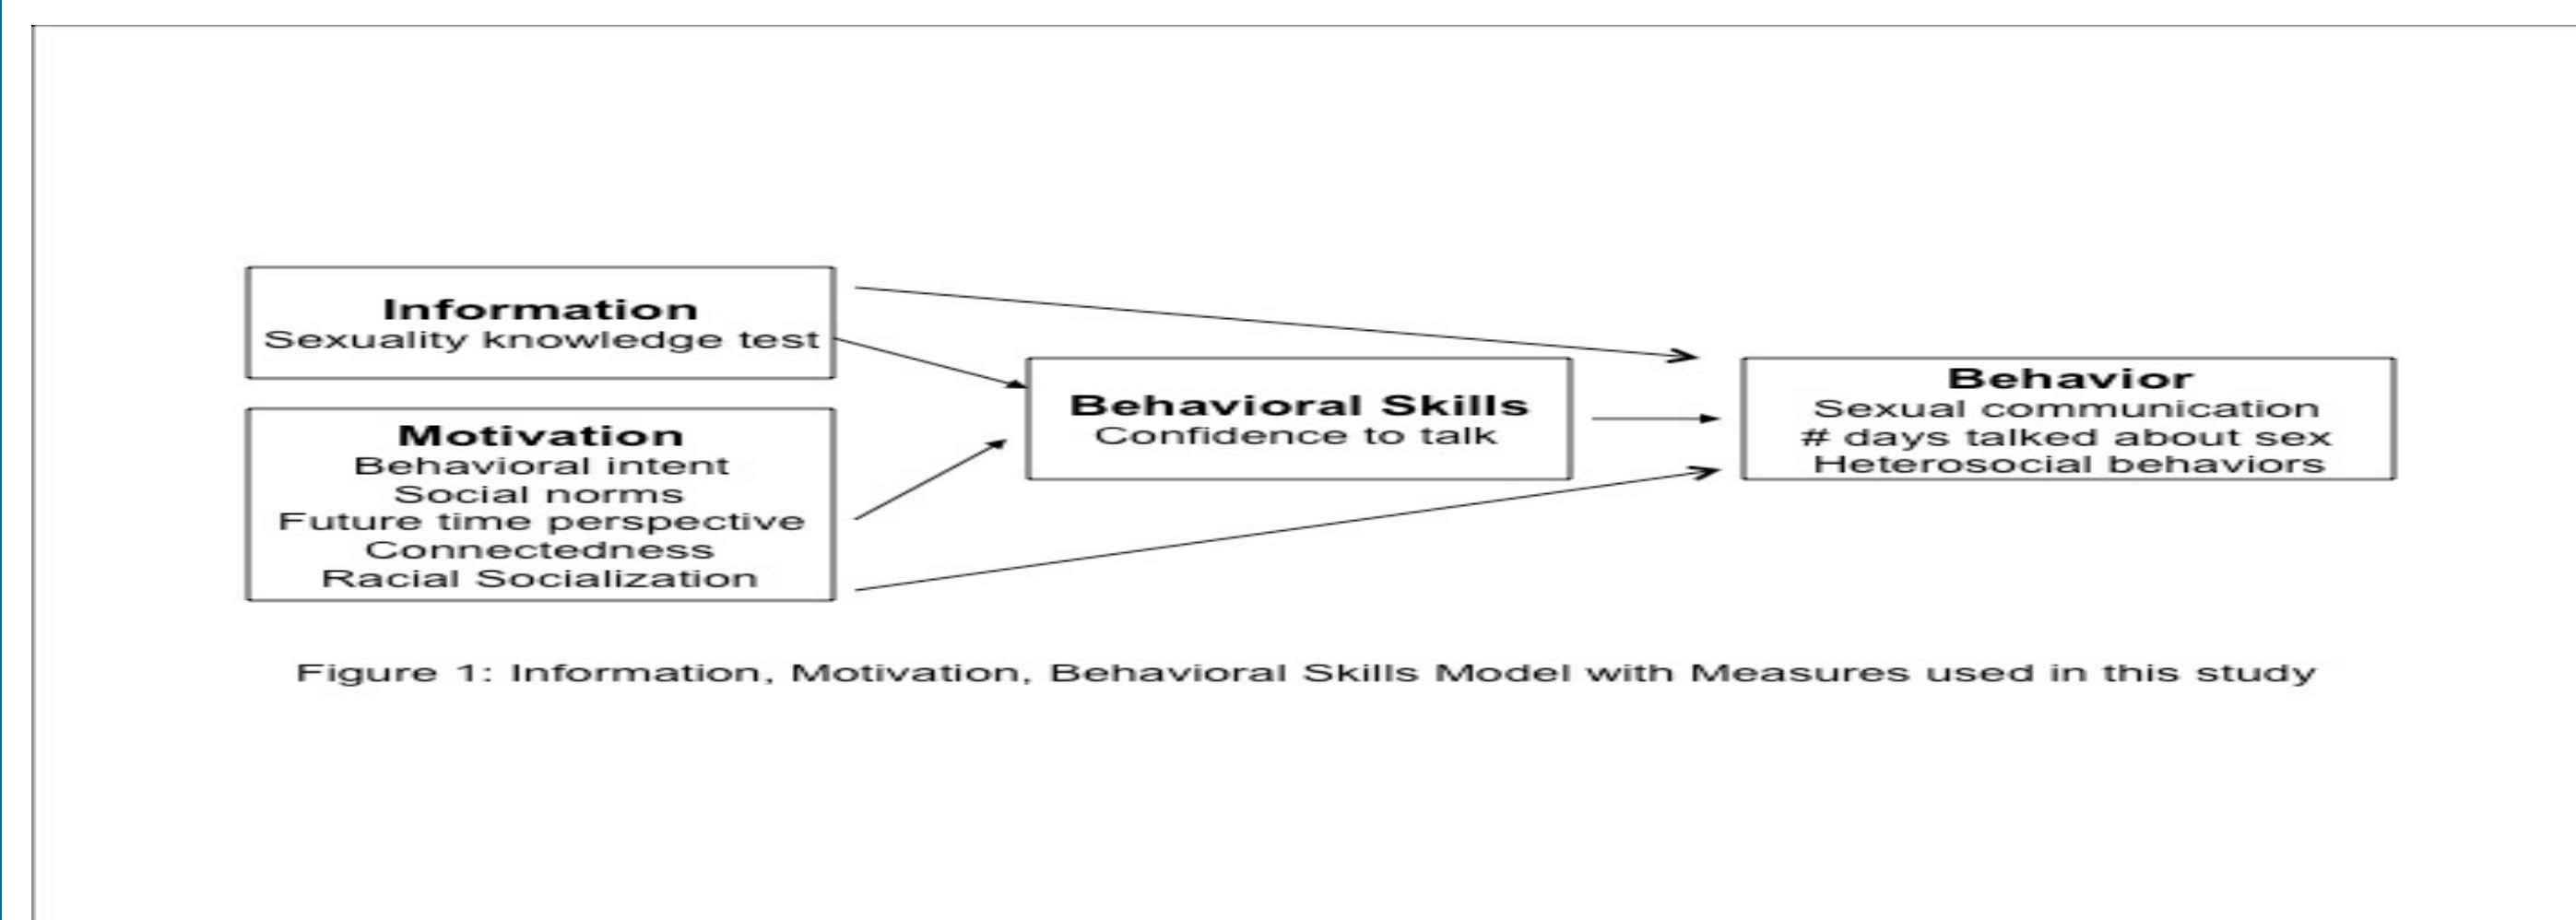 Information
Sexuality knowledge test
Motivation
Behavioral intent
Social norms
Future time perspective
Connectedness
Racial Socialization
Behavioral Skills
Confidence to talk
Behavior
Sexual communication
# days talked about sex
Heterosocial behaviors
Figure 1: Information, Motivation, Behavioral Skills Model with Measures used in this study